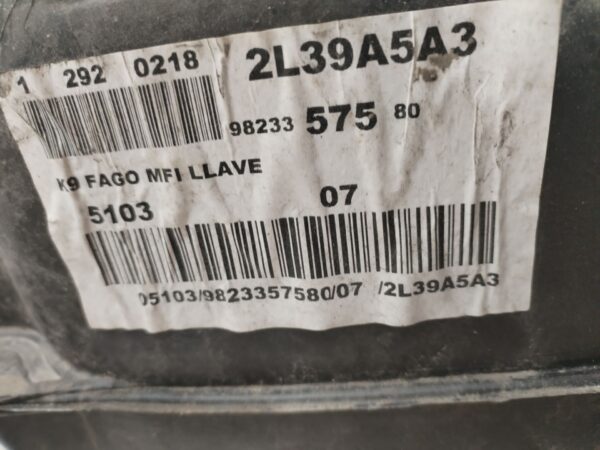 1 292 0218 2L39A5A3
98233 575 80
K9 FAGO MFI LLAVE
5103 07
05103/9823357580/07 /2L39A5A3